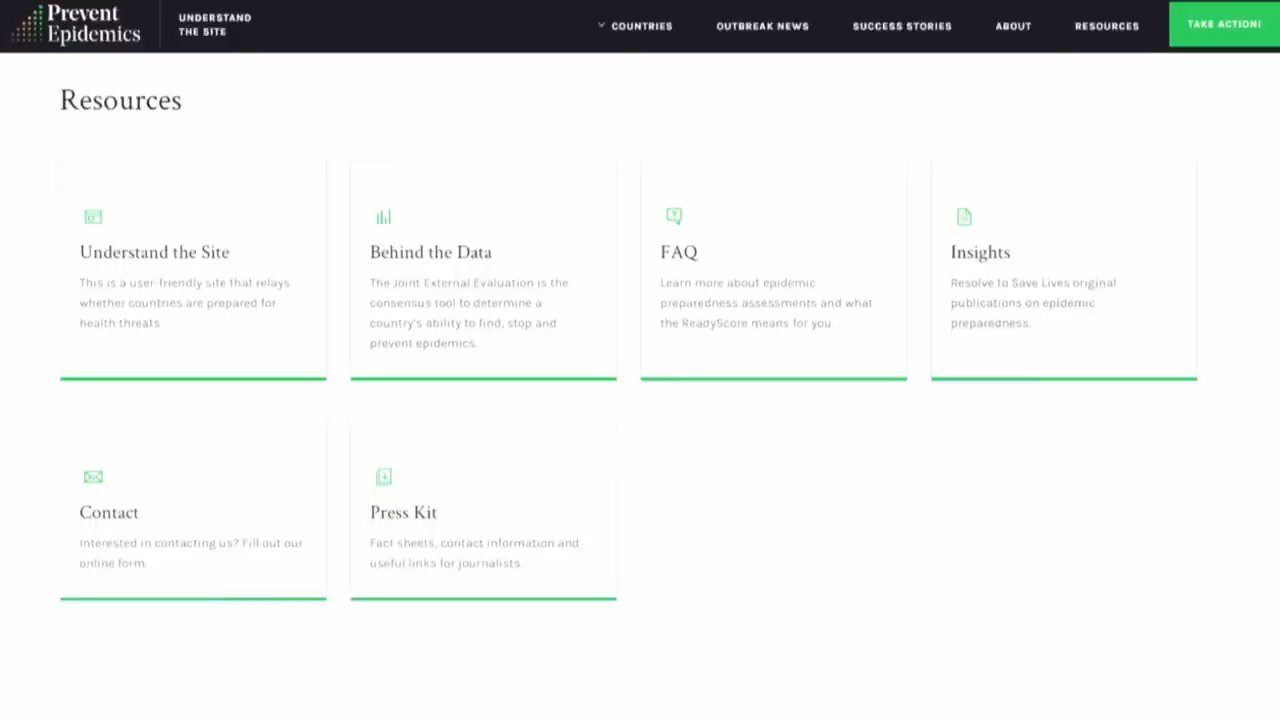 Prevent
Epidemics
UNDERSTAND
THE SITE
COUNTRIES
OUTBREAK NEWS
SUCCESS STORIES
ABOUT
RESOURCES
TAKE ACTION!
Resources
Understand the Site
This is a user-friendly site that relays
whether countries are prepared for
health threats
Behind the Data
The Joint External Evaluation is the
consensus tool to determine a
country's ability to find, stop and
prevent epidemics.
FAQ
Learn more about epidemic
preparedness assessments and what
the ReadyScore means for you.
Insights
Resolve to Save Lives original
publications on epidemic
preparedness.
Contact
Interested in contacting us? Fill out our
online form.
Press Kit
Fact sheets, contact information and
useful links for journalists.